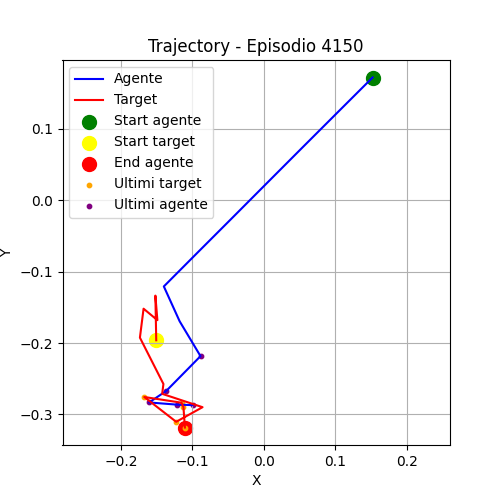 Trajectory - Episodio 4150
Agente
Target
Start agente
Start target
End agente
Ultimi target
Ultimi agente
Y
0.1
0.0
−0.1
−0.2
−0.3
−0.2
−0.1
0.0
0.1
0.2
X